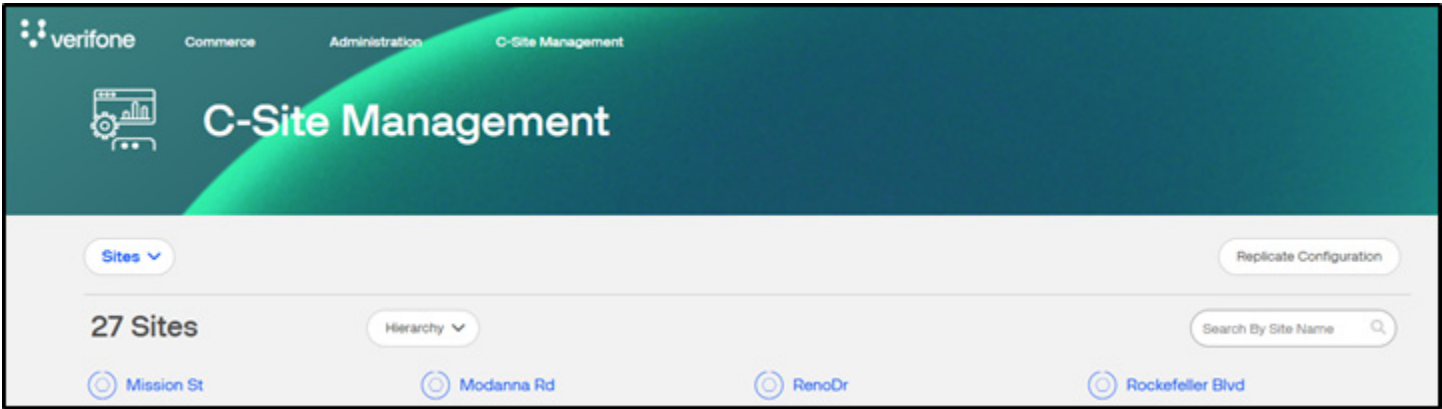 verifone Commerce Administration C-Site Management
C-Site Management
Sites Replicate Configuration
27 Sites Hierarchy Search By Site Name
Mission St Modanna Rd RenoDr Rockefeller Blvd